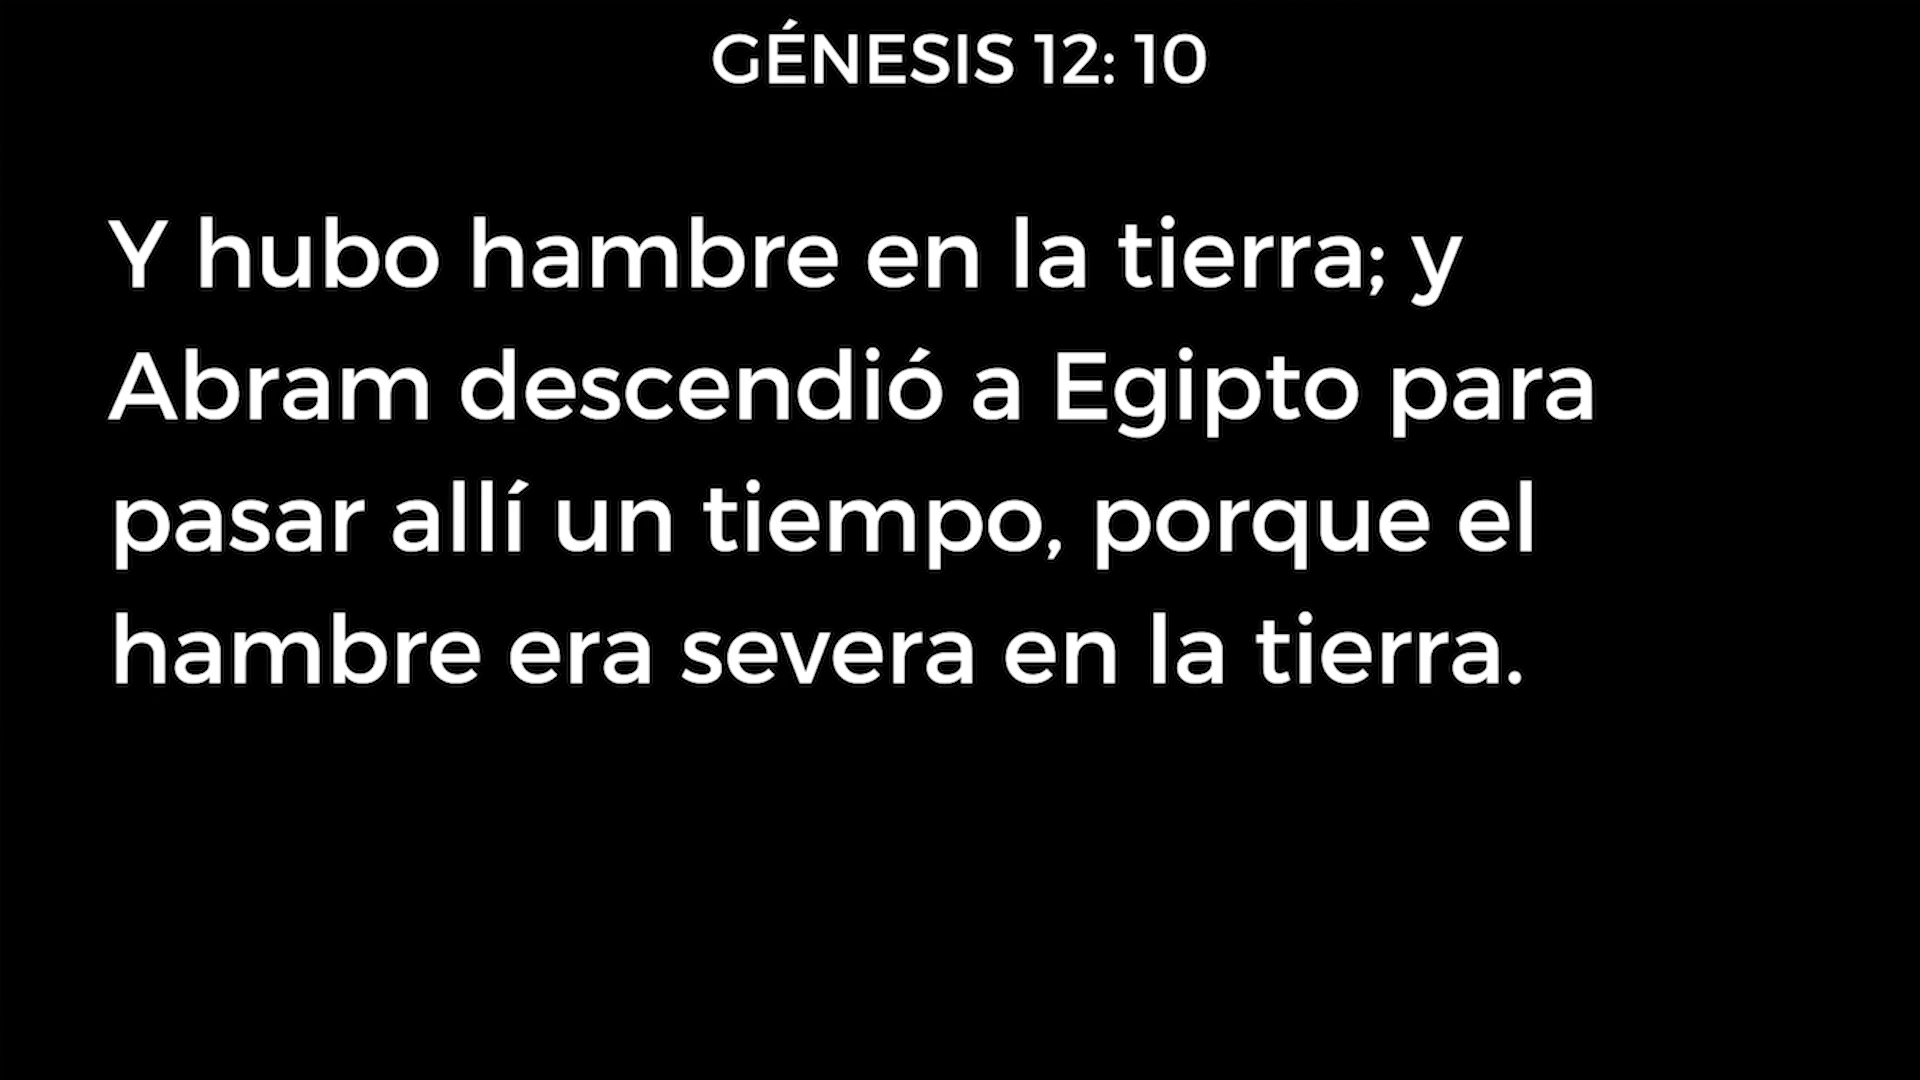 GÉNESIS 12: 10
Y hubo hambre en la tierra; y
Abram descendió a Egipto para
pasar allí un tiempo, porque el
hambre era severa en la tierra.